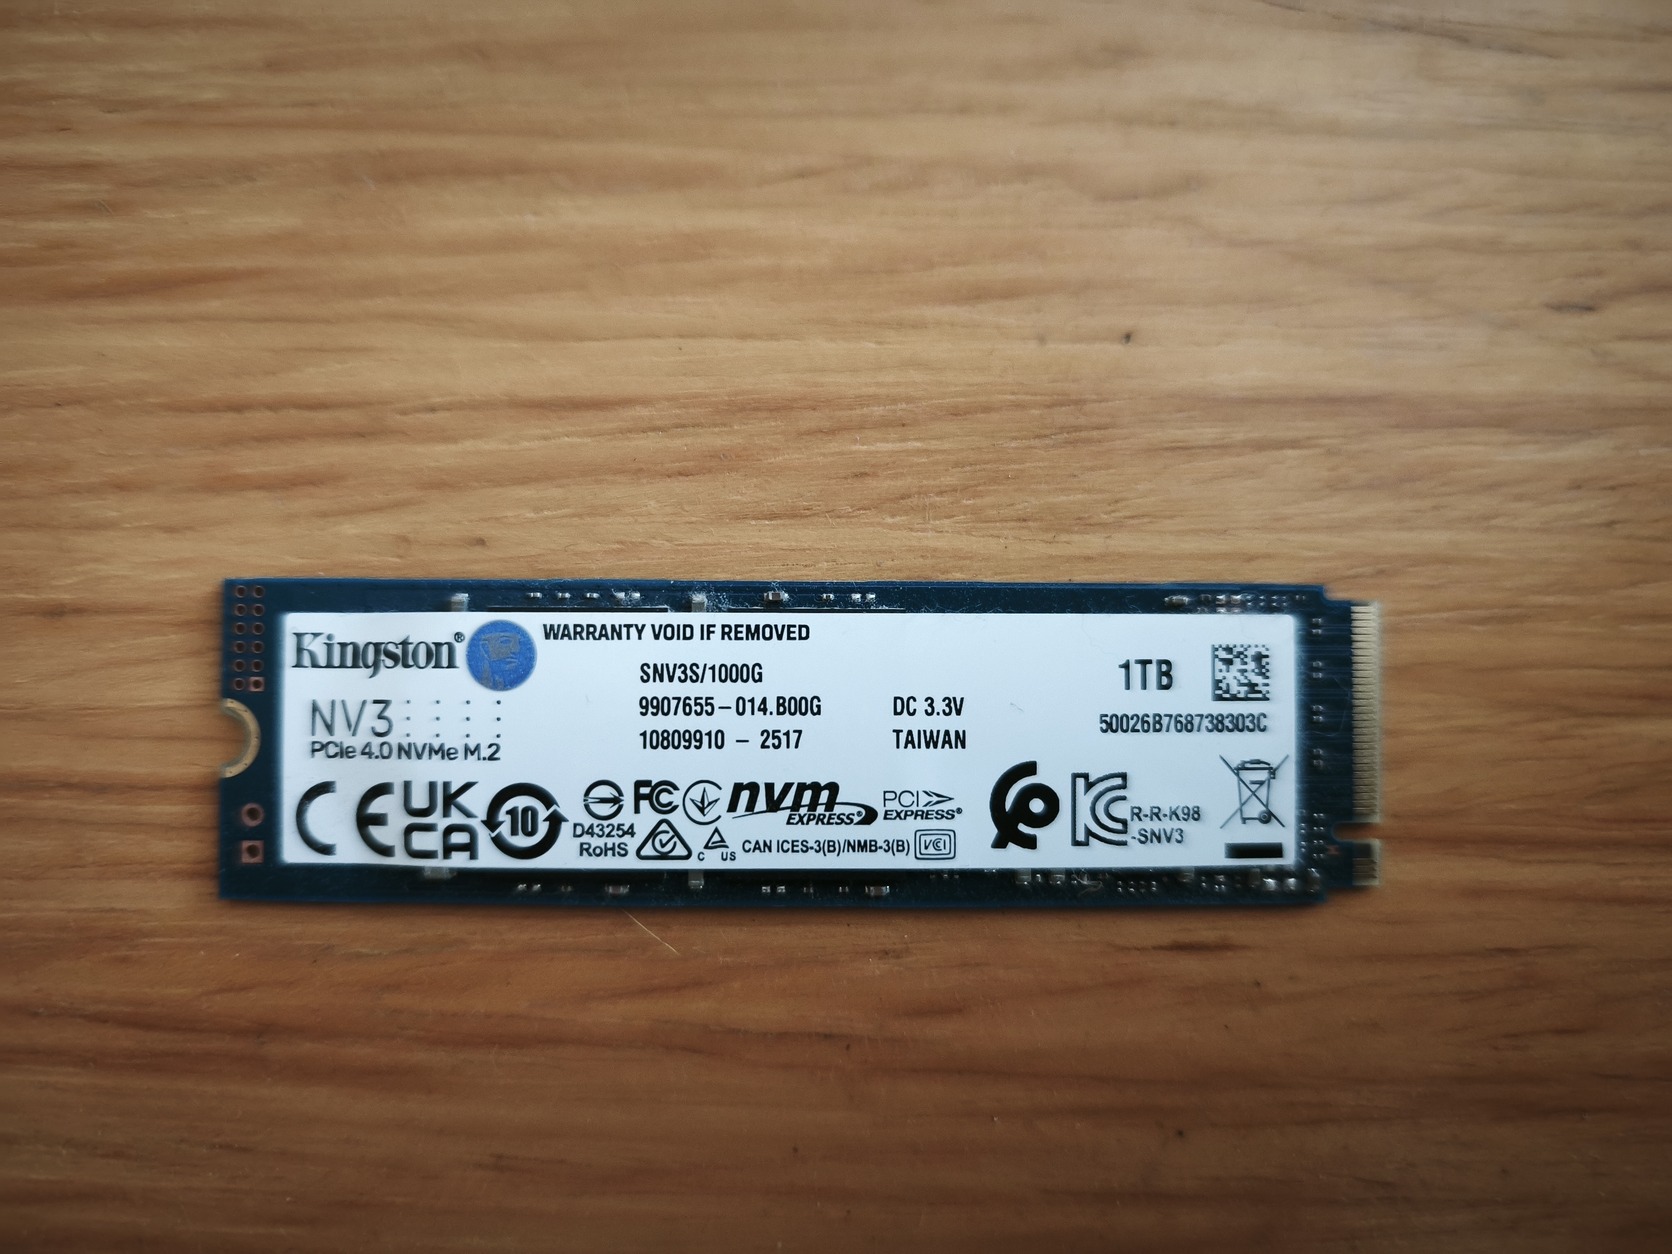 Kingston®
WARRANTY VOID IF REMOVED
SNV3S/1000G
9907655-014.B00G
10809910 - 2517
DC 3.3V
TAIWAN
1TB
50026B768738303C
NV3
PCIe 4.0 NVMe M.2
CE
UK
CA
10
D43254
RoHS
FC
nvm
EXPRESS®
PCI
EXPRESS®
C US
CAN ICES-3(B)/NMB-3(B)
VCCI
KC
R-R-K98
-SNV3